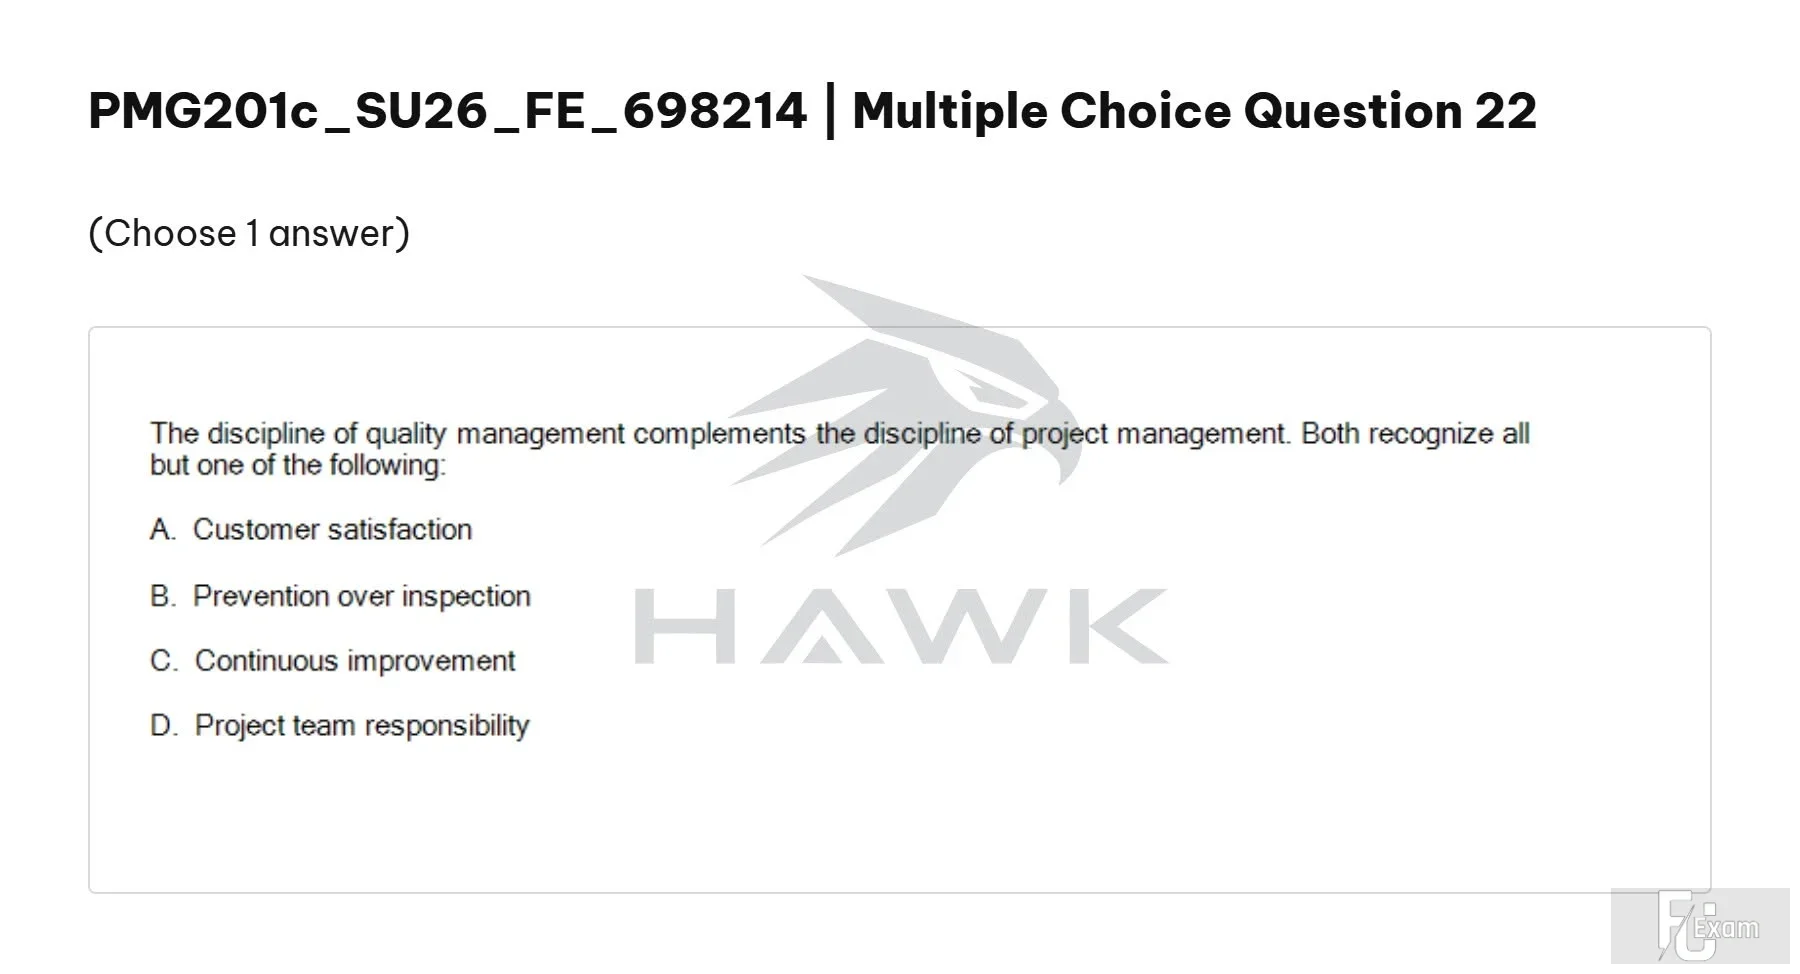 PMG201c_SU26_FE_698214 | Multiple Choice Question 22
(Choose 1 answer)
The discipline of quality management complements the discipline of project management. Both recognize all
but one of the following:
A. Customer satisfaction
B. Prevention over inspection
HAWK
C. Continuous improvement
D. Project team responsibility
FU Exam